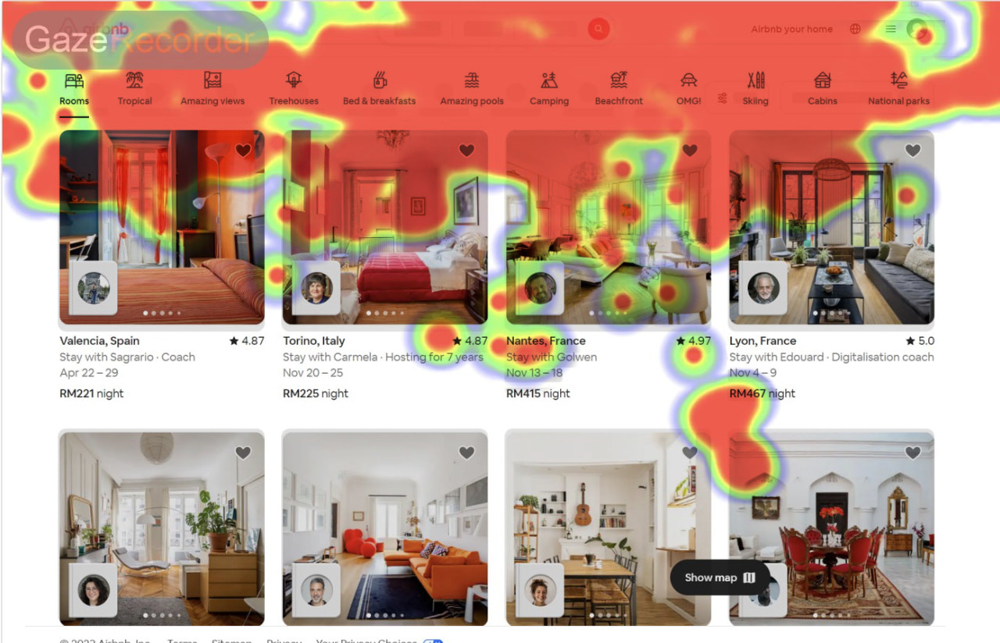 GazeRecorder
airbnb
Airbnb your home
Rooms
Tropical
Amazing views
Treehouses
Bed & breakfasts
Amazing pools
Camping
Beachfront
OMG!
Skiing
Cabins
National parks
Valencia, Spain ★ 4.87
Stay with Sagrario · Coach
Apr 22 – 29
RM221 night
Torino, Italy ★ 4.87
Stay with Carmela · Hosting for 7 years
Nov 20 – 25
RM225 night
Nantes, France ★ 4.97
Stay with Golwen
Nov 13 – 18
RM415 night
Lyon, France ★ 5.0
Stay with Edouard · Digitalisation coach
Nov 4 – 9
RM467 night
Show map
© 2023 Airbnb, Inc. Terms Sitemap Privacy Your Privacy Choices